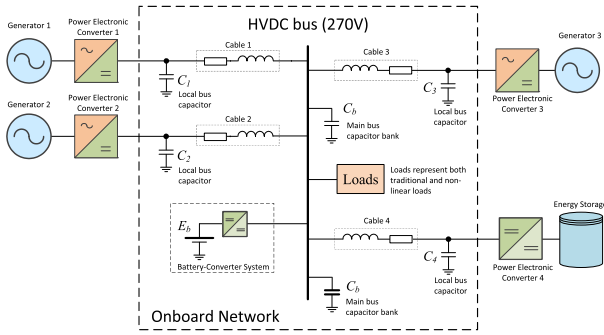 HVDC bus (270V)
Generator 1
Power Electronic
Converter 1
Cable 1
C1
Local bus
capacitor
Generator 2
Power Electronic
Converter 2
Cable 2
C2
Local bus
capacitor
Cable 3
C3
Local bus
capacitor
Power Electronic
Converter 3
Generator 3
Cb
Main bus
capacitor bank
Loads
Loads represent both
traditional and non-
linear loads
Eb
Battery-Converter System
Cable 4
C4
Local bus
capacitor
Power Electronic
Converter 4
Energy Storage
Cb
Main bus
capacitor bank
Onboard Network